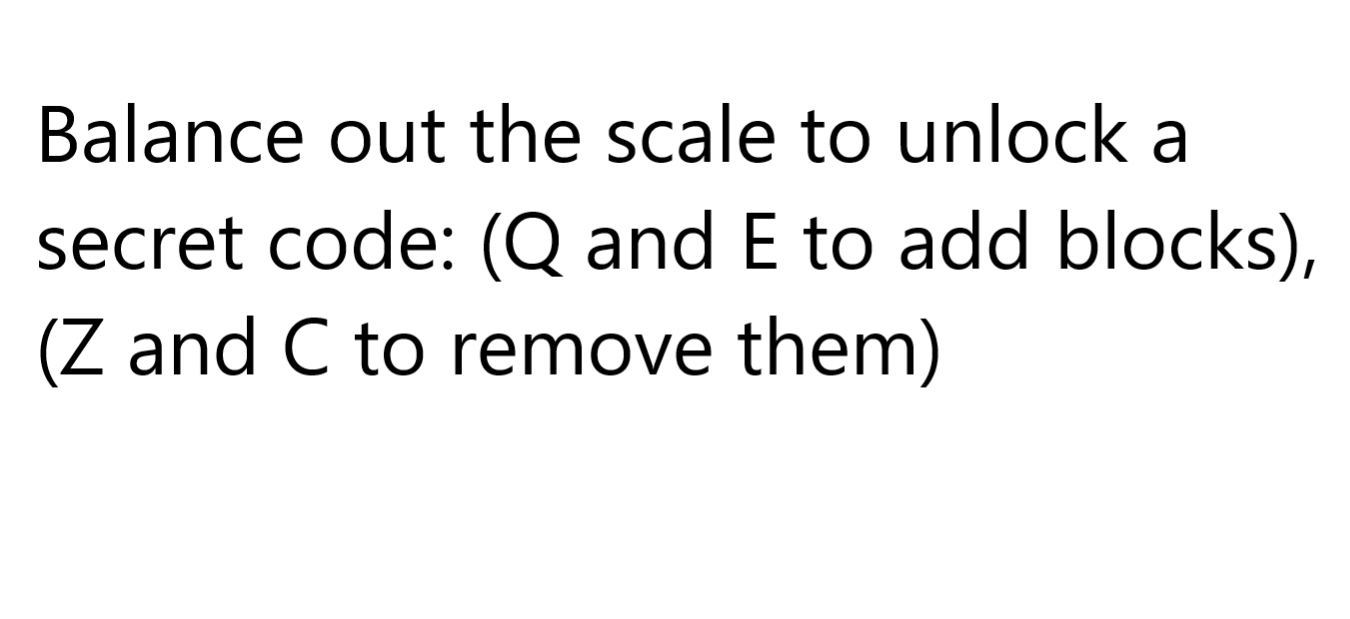 Balance out the scale to unlock a
secret code: (Q and E to add blocks),
(Z and C to remove them)